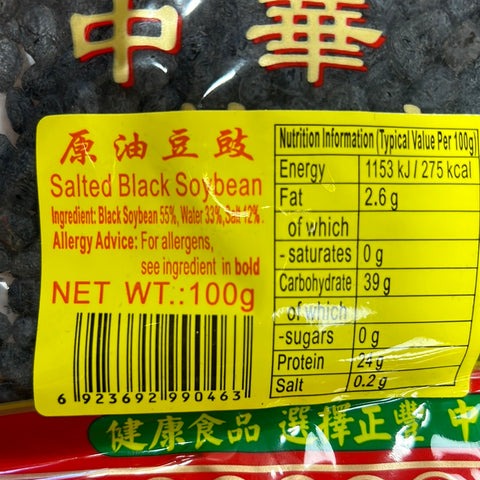 中華
原油豆豉
Salted Black Soybean
Ingredient: Black Soybean 55%, Water 33%, Salt 12%.
Allergy Advice: For allergens,
see ingredient in bold
NET WT.:100g
6 923692 990463
Nutrition Information (Typical Value Per 100g)
Energy 1153 kJ / 275 kcal
Fat 2.6 g
of which
- saturates 0 g
Carbohydrate 39 g
of which
-sugars 0 g
Protein 24 g
Salt 0.2 g
健康食品 選擇正豐 中